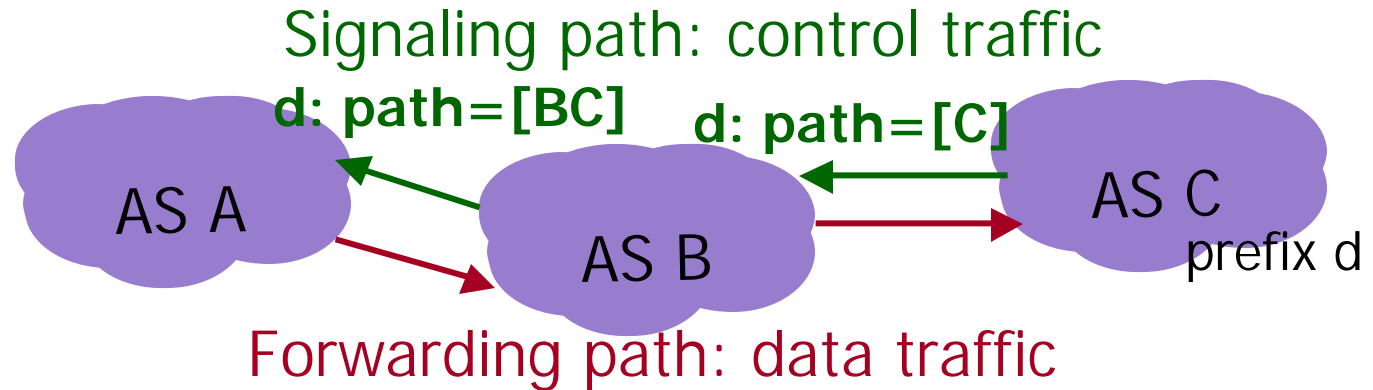 Signaling path: control traffic
d: path=[BC]
d: path=[C]
AS A
AS B
AS C
prefix d
Forwarding path: data traffic